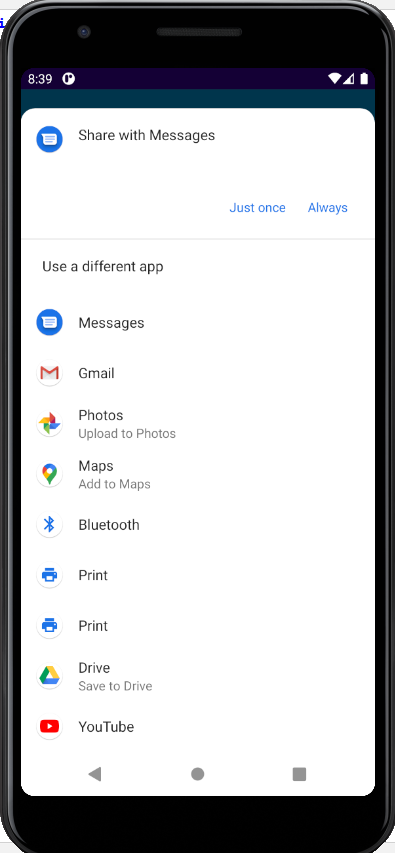 8:39
Share with Messages
Just once Always
Use a different app
Messages
Gmail
Photos
Upload to Photos
Maps
Add to Maps
Bluetooth
Print
Print
Drive
Save to Drive
YouTube